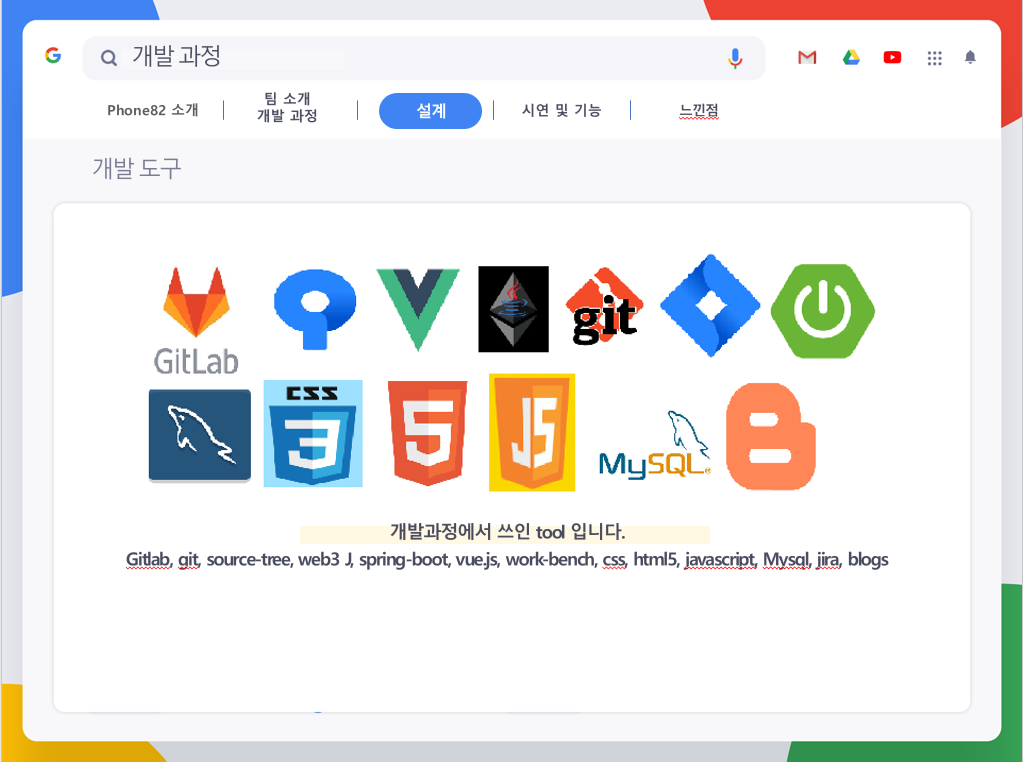 개발 과정
Phone82 소개
팀 소개
개발 과정
설계
시연 및 기능
느낀점
개발 도구
GitLab
git
CSS
3
5
JS
MySQL
개발과정에서 쓰인 tool 입니다.
Gitlab, git, source-tree, web3 J, spring-boot, vue.js, work-bench, css, html5, javascript, Mysql, jira, blogs